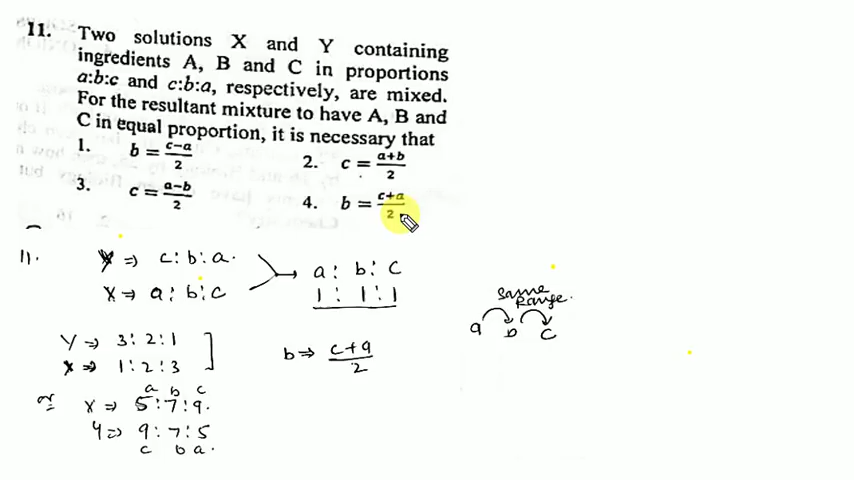 11. Two solutions X and Y containing
ingredients A, B and C in proportions
a:b:c and c:b:a, respectively, are mixed.
For the resultant mixture to have A, B and
C in equal proportion, it is necessary that
1. b = c−a/2
2. c = a+b/2
3. c = a−b/2
4. b = c+a/2
11. Y ⇒ c : b : a.
X ⇒ a : b : c
→ a : b : c
1 : 1 : 1
Y ⇒ 3 : 2 : 1
X ⇒ 1 : 2 : 3
b ⇒ c+a/2
same
Range.
a b c
a b c
or X ⇒ 5 : 7 : 9.
Y ⇒ 9 : 7 : 5
c b a.